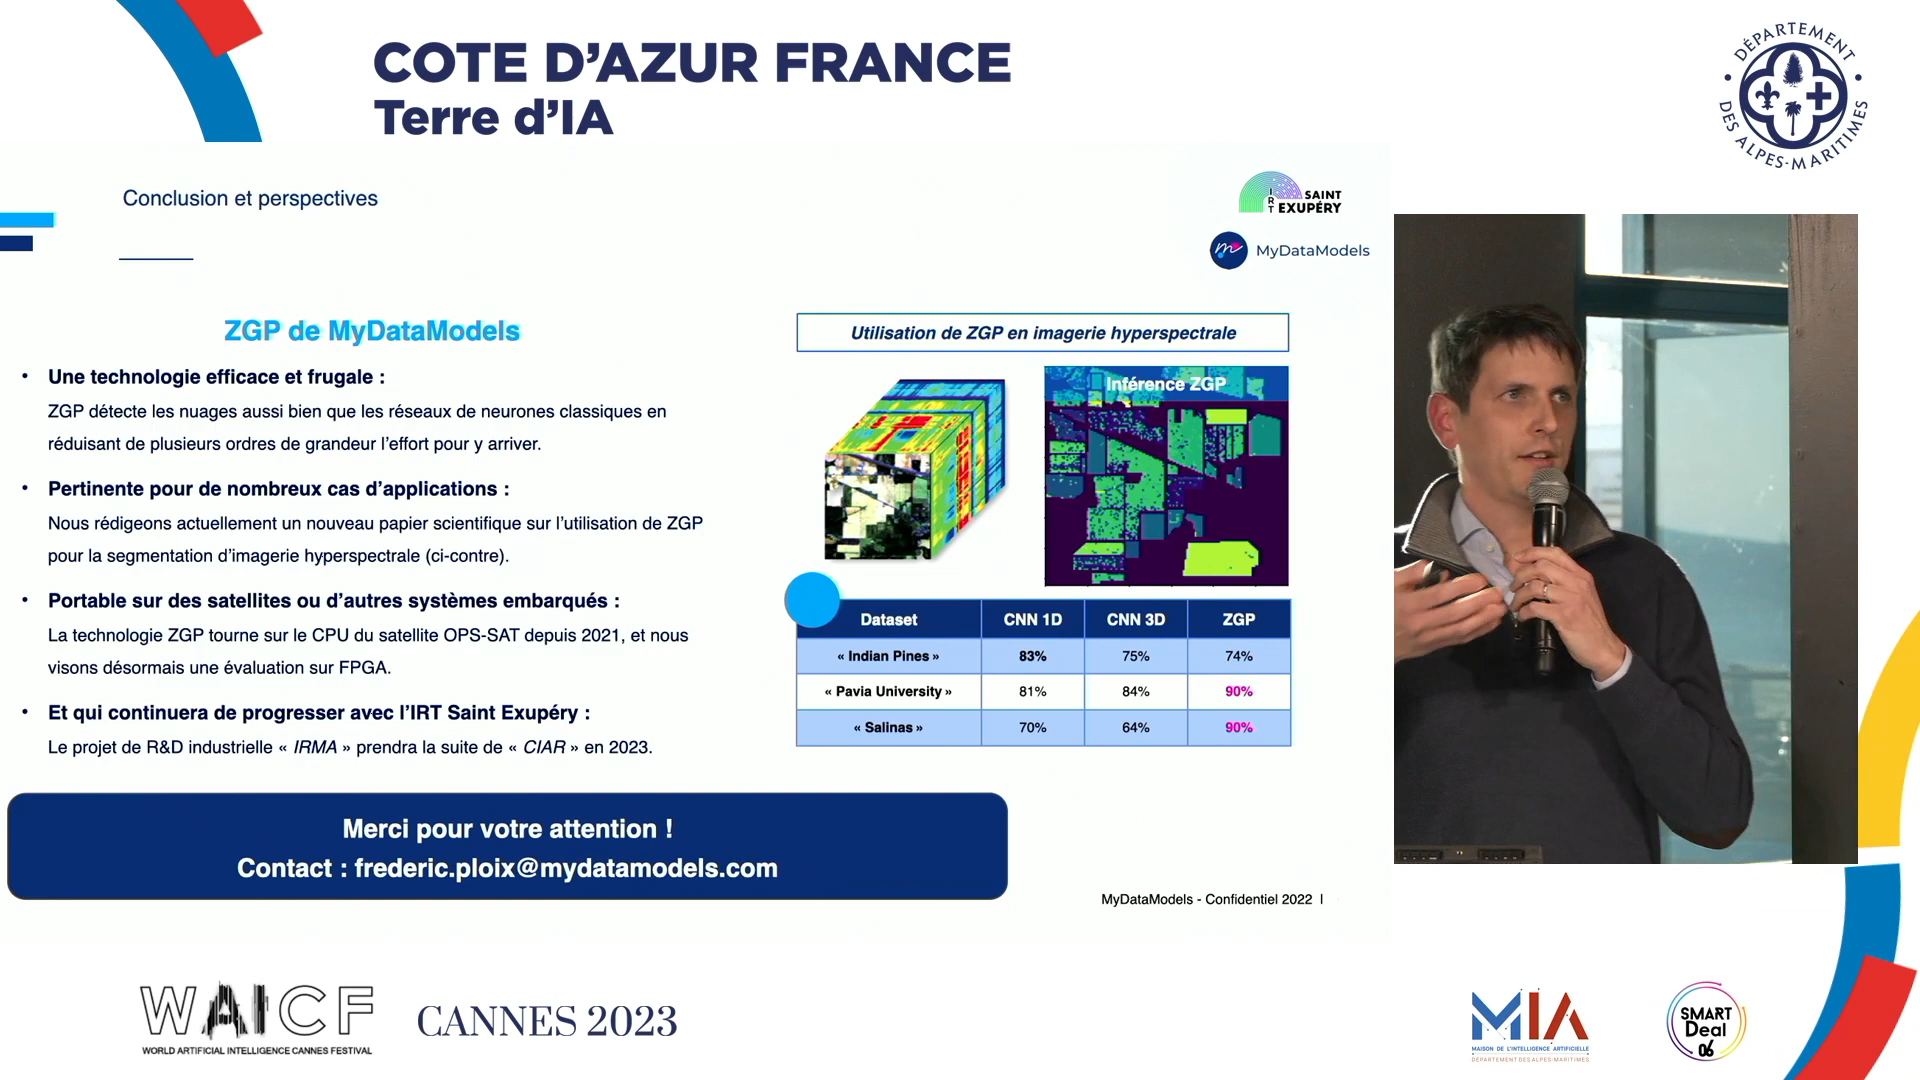 COTE D'AZUR FRANCE
Terre d'IA
DÉPARTEMENT
DES ALPES-MARITIMES
Conclusion et perspectives
IRT SAINT EXUPÉRY
MyDataModels
ZGP de MyDataModels
• Une technologie efficace et frugale :
ZGP détecte les nuages aussi bien que les réseaux de neurones classiques en
réduisant de plusieurs ordres de grandeur l'effort pour y arriver.
• Pertinente pour de nombreux cas d'applications :
Nous rédigeons actuellement un nouveau papier scientifique sur l'utilisation de ZGP
pour la segmentation d'imagerie hyperspectrale (ci-contre).
• Portable sur des satellites ou d'autres systèmes embarqués :
La technologie ZGP tourne sur le CPU du satellite OPS-SAT depuis 2021, et nous
visons désormais une évaluation sur FPGA.
• Et qui continuera de progresser avec l'IRT Saint Exupéry :
Le projet de R&D industrielle « IRMA » prendra la suite de « CIAR » en 2023.
Utilisation de ZGP en imagerie hyperspectrale
Inférence ZGP
Dataset CNN 1D CNN 3D ZGP
« Indian Pines » 83% 75% 74%
« Pavia University » 81% 84% 90%
« Salinas » 70% 64% 90%
Merci pour votre attention !
Contact : frederic.ploix@mydatamodels.com
MyDataModels - Confidentiel 2022 |
WAICF
WORLD ARTIFICIAL INTELLIGENCE CANNES FESTIVAL
CANNES 2023
MIA
MAISON DE L'INTELLIGENCE ARTIFICIELLE
DÉPARTEMENT DES ALPES-MARITIMES
SMART
Deal
06